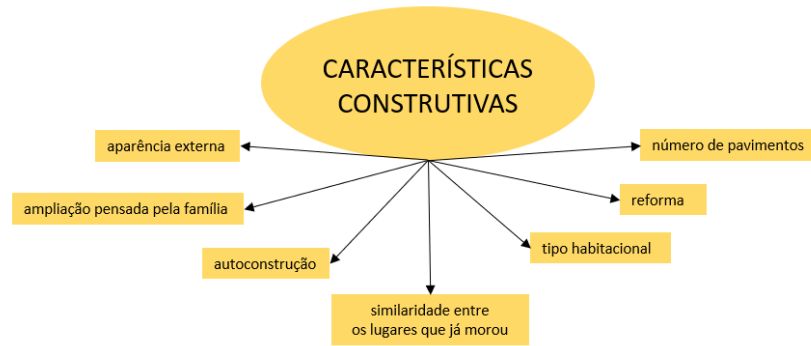 CARACTERÍSTICAS
CONSTRUTIVAS
aparência externa
número de pavimentos
ampliação pensada pela família
reforma
autoconstrução
tipo habitacional
similaridade entre
os lugares que já morou